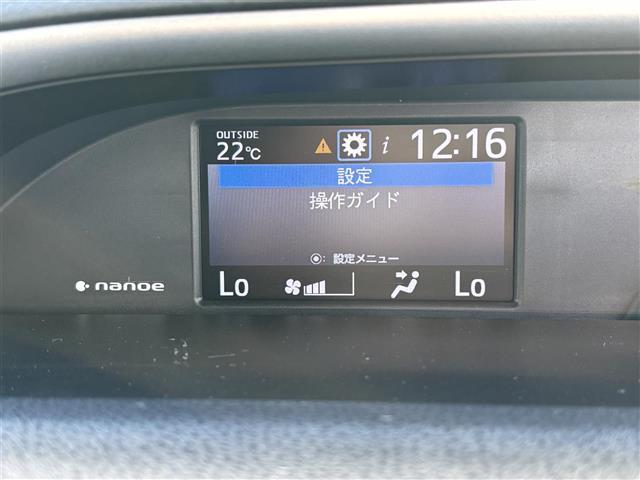 OUTSIDE
22℃ i 12:16
設定
操作ガイド
◉: 設定メニュー
Lo Lo
nanoe